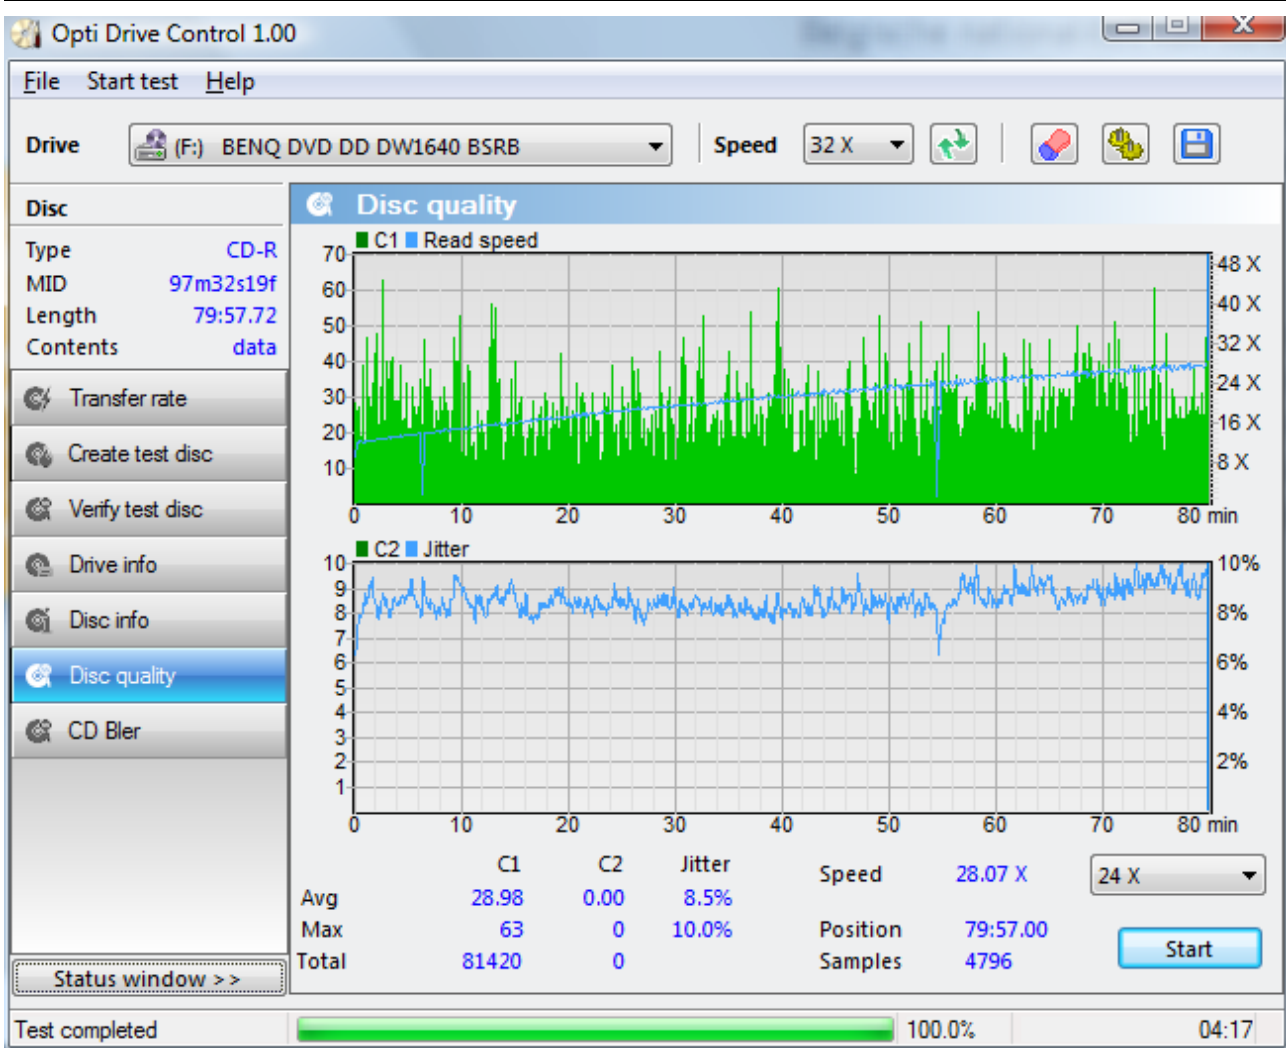 Opti Drive Control 1.00
File Start test Help
Drive (F:) BENQ DVD DD DW1640 BSRB Speed 32 X
Disc
Type CD-R
MID 97m32s19f
Length 79:57.72
Contents data
Transfer rate
Create test disc
Verify test disc
Drive info
Disc info
Disc quality
CD Bler
Status window >>
Disc quality
C1 Read speed
70
60
50
40
30
20
10
48 X
40 X
32 X
24 X
16 X
8 X
0 10 20 30 40 50 60 70 80 min
C2 Jitter
10
9
8
7
6
5
4
3
2
1
10%
8%
6%
4%
2%
0 10 20 30 40 50 60 70 80 min
C1 C2 Jitter
Avg 28.98 0.00 8.5%
Max 63 0 10.0%
Total 81420 0
Speed 28.07 X 24 X
Position 79:57.00
Samples 4796
Start
Test completed 100.0% 04:17